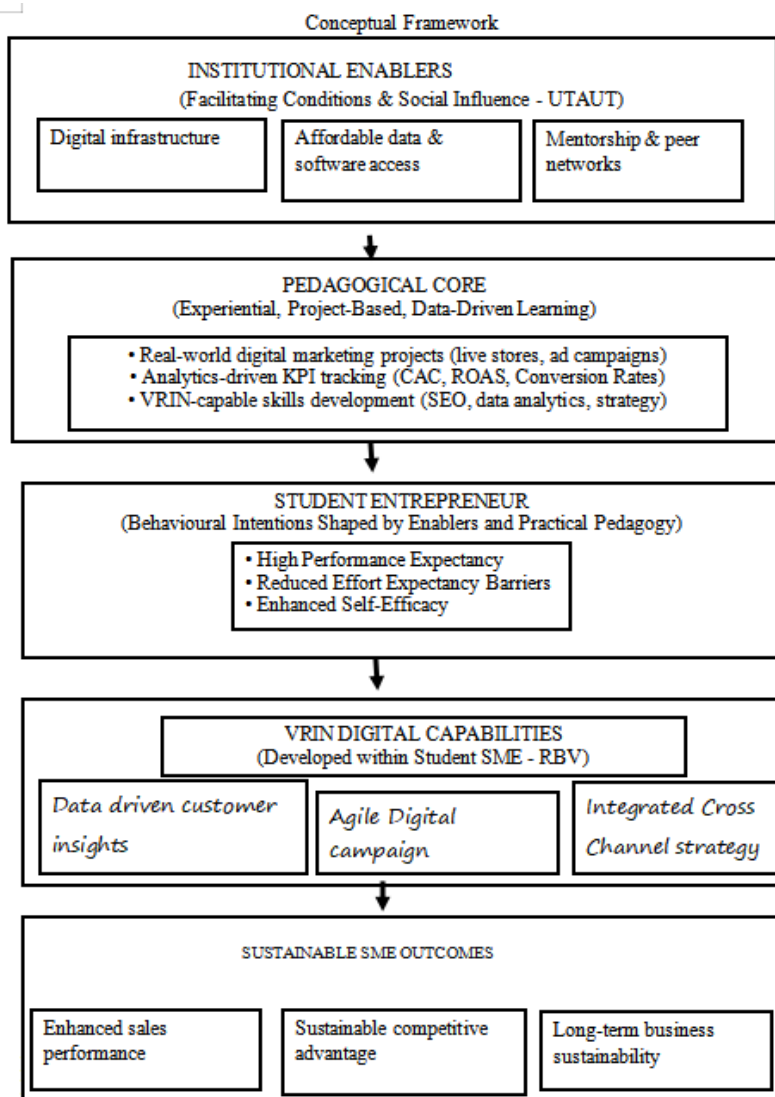 Conceptual Framework
INSTITUTIONAL ENABLERS
(Facilitating Conditions & Social Influence - UTAUT)
Digital infrastructure
Affordable data &
software access
Mentorship & peer
networks
PEDAGOGICAL CORE
(Experiential, Project-Based, Data-Driven Learning)
• Real-world digital marketing projects (live stores, ad campaigns)
• Analytics-driven KPI tracking (CAC, ROAS, Conversion Rates)
• VRIN-capable skills development (SEO, data analytics, strategy)
STUDENT ENTREPRENEUR
(Behavioural Intentions Shaped by Enablers and Practical Pedagogy)
• High Performance Expectancy
• Reduced Effort Expectancy Barriers
• Enhanced Self-Efficacy
VRIN DIGITAL CAPABILITIES
(Developed within Student SME - RBV)
Data driven customer
insights
Agile Digital
campaign
Integrated Cross
Channel strategy
SUSTAINABLE SME OUTCOMES
Enhanced sales
performance
Sustainable competitive
advantage
Long-term business
sustainability